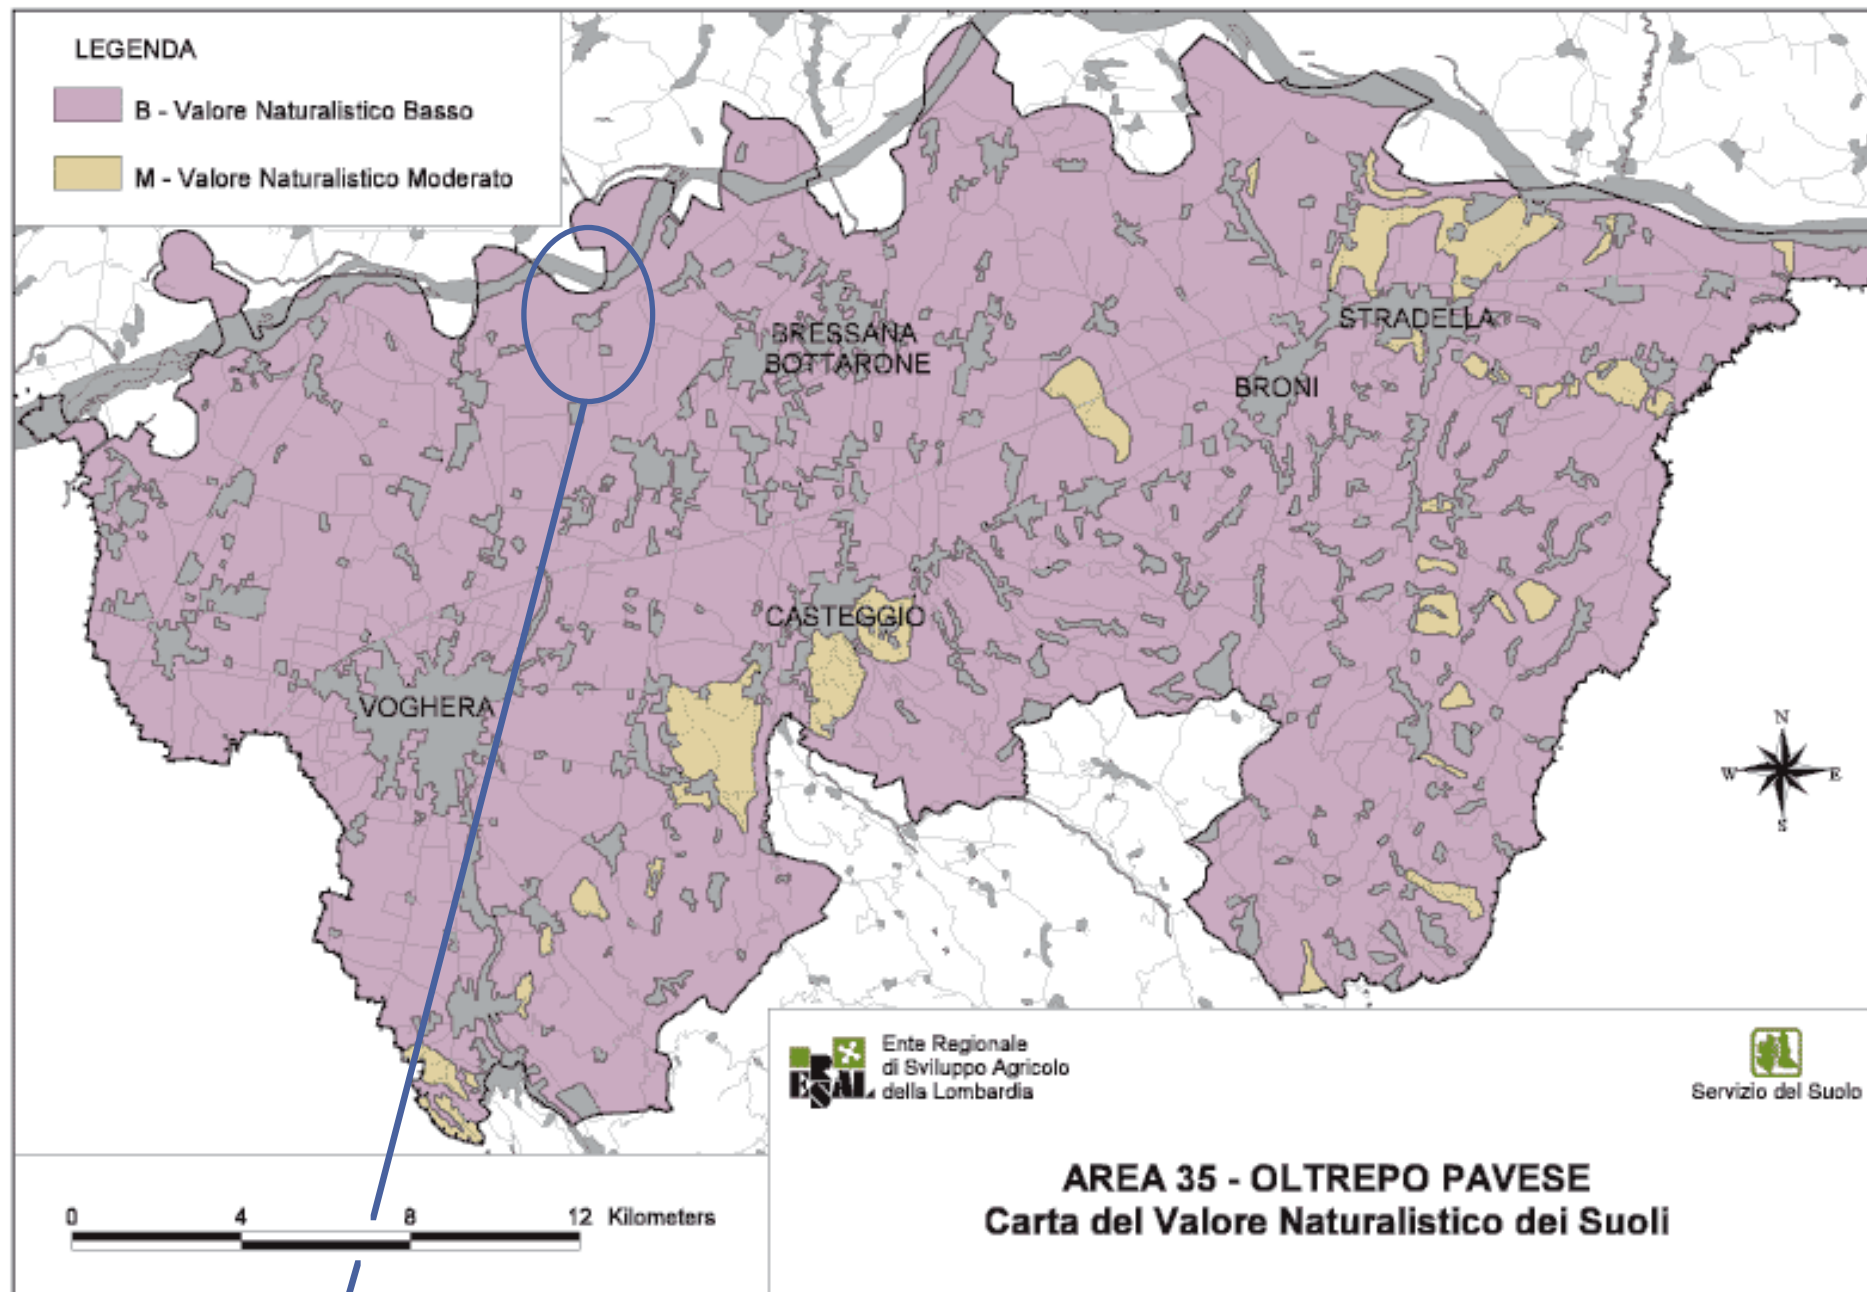 LEGENDA
B - Valore Naturalistico Basso
M - Valore Naturalistico Moderato
BRESSANA
BOTTARONE
STRADELLA
BRONI
CASTEGGIO
VOGHERA
N
W E
S
0 4 8 12 Kilometers
ERSAL
Ente Regionale
di Sviluppo Agricolo
della Lombardia
Servizio del Suolo
AREA 35 - OLTREPO PAVESE
Carta del Valore Naturalistico dei Suoli